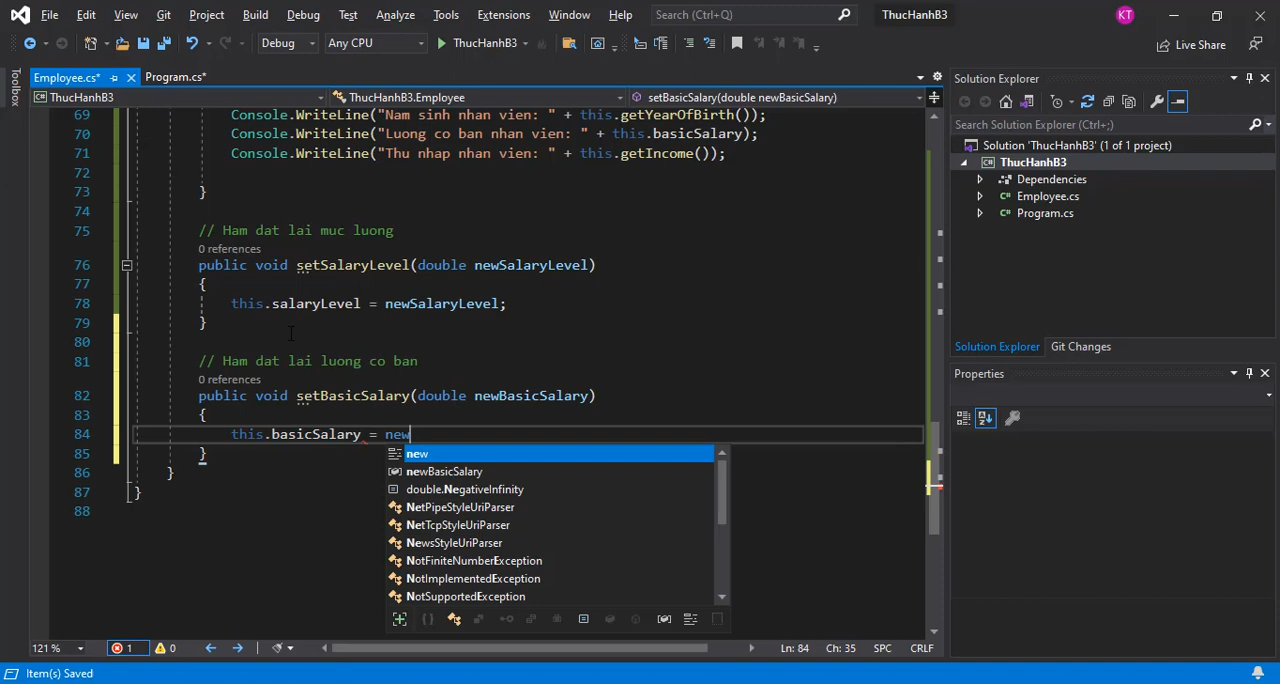 File Edit View Git Project Build Debug Test Analyze Tools Extensions Window Help Search (Ctrl+Q) ThucHanhB3 KT
Debug Any CPU ThucHanhB3 Live Share
Toolbox
Employee.cs* Program.cs*
ThucHanhB3 ThucHanhB3.Employee setBasicSalary(double newBasicSalary)
69 Console.WriteLine("Nam sinh nhan vien: " + this.getYearOfBirth());
70 Console.WriteLine("Luong co ban nhan vien: " + this.basicSalary);
71 Console.WriteLine("Thu nhap nhan vien: " + this.getIncome());
72
73 }
74
75 // Ham dat lai muc luong
0 references
76 public void setSalaryLevel(double newSalaryLevel)
77 {
78 this.salaryLevel = newSalaryLevel;
79 }
80
81 // Ham dat lai luong co ban
0 references
82 public void setBasicSalary(double newBasicSalary)
83 {
84 this.basicSalary = new
85 }
86 }
87 }
88
new
newBasicSalary
double.NegativeInfinity
NetPipeStyleUriParser
NetTcpStyleUriParser
NewsStyleUriParser
NotFiniteNumberException
NotImplementedException
NotSupportedException
121 % 1 0 Ln: 84 Ch: 35 SPC CRLF
Solution Explorer
Search Solution Explorer (Ctrl+;)
Solution 'ThucHanhB3' (1 of 1 project)
ThucHanhB3
Dependencies
C# Employee.cs
C# Program.cs
Solution Explorer Git Changes
Properties
Item(s) Saved